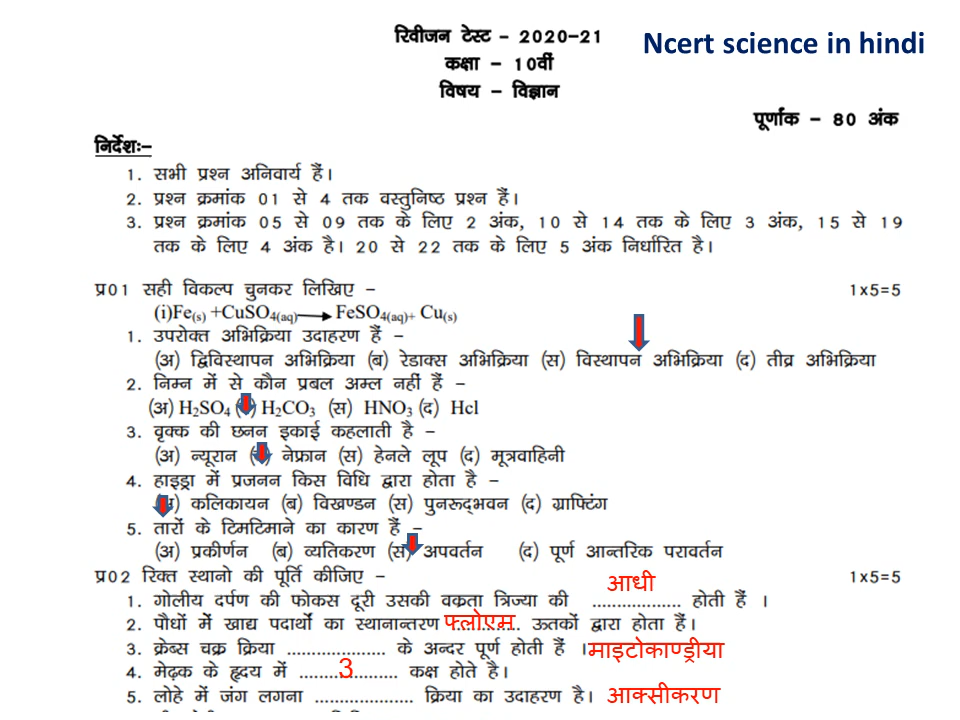 रिवीजन टेस्ट - 2020-21
Ncert science in hindi
कक्षा - 10वीं
विषय - विज्ञान
पूर्णांक - 80 अंक
निर्देशः-
1. सभी प्रश्न अनिवार्य हैं।
2. प्रश्न क्रमांक 01 से 4 तक वस्तुनिष्ठ प्रश्न हैं।
3. प्रश्न क्रमांक 05 से 09 तक के लिए 2 अंक, 10 से 14 तक के लिए 3 अंक, 15 से 19
तक के लिए 4 अंक है। 20 से 22 तक के लिए 5 अंक निर्धारित है।
प्र01 सही विकल्प चुनकर लिखिए - 1x5=5
(i)Fe(s) +CuSO4(aq)⟶FeSO4(aq)+ Cu(s)
1. उपरोक्त अभिक्रिया उदाहरण हैं -
(अ) द्विविस्थापन अभिक्रिया (ब) रेडाक्स अभिक्रिया (स) विस्थापन अभिक्रिया (द) तीव्र अभिक्रिया
2. निम्न में से कौन प्रबल अम्ल नहीं हैं -
(अ) H2SO4 H2CO3 (स) HNO3 (द) Hcl
3. वृक्क की छनन इकाई कहलाती है -
(अ) न्यूरान नेफ्रान (स) हेनले लूप (द) मूत्रवाहिनी
4. हाइड्रा में प्रजनन किस विधि द्वारा होता है -
कलिकायन (ब) विखण्डन (स) पुनरूद्भवन (द) ग्राफ्टिंग
5. तारों के टिमटिमाने का कारण हैं -
(अ) प्रकीर्णन (ब) व्यतिकरण (स) अपवर्तन (द) पूर्ण आन्तरिक परावर्तन
प्र02 रिक्त स्थानो की पूर्ति कीजिए - 1x5=5
1. गोलीय दर्पण की फोकस दूरी उसकी वक्रता त्रिज्या की आधी .................. होती हैं ।
2. पौधों में खाद्य पदार्थों का स्थानान्तरण फ्लोएम .............. ऊतकों द्वारा होता हैं।
3. क्रेब्स चक्र क्रिया .................... के अन्दर पूर्ण होती हैं ।माइटोकाण्ड्रीया
4. मेढ़क के हृदय में ........3........... कक्ष होते है।
5. लोहे में जंग लगना .................... क्रिया का उदाहरण है। आक्सीकरण